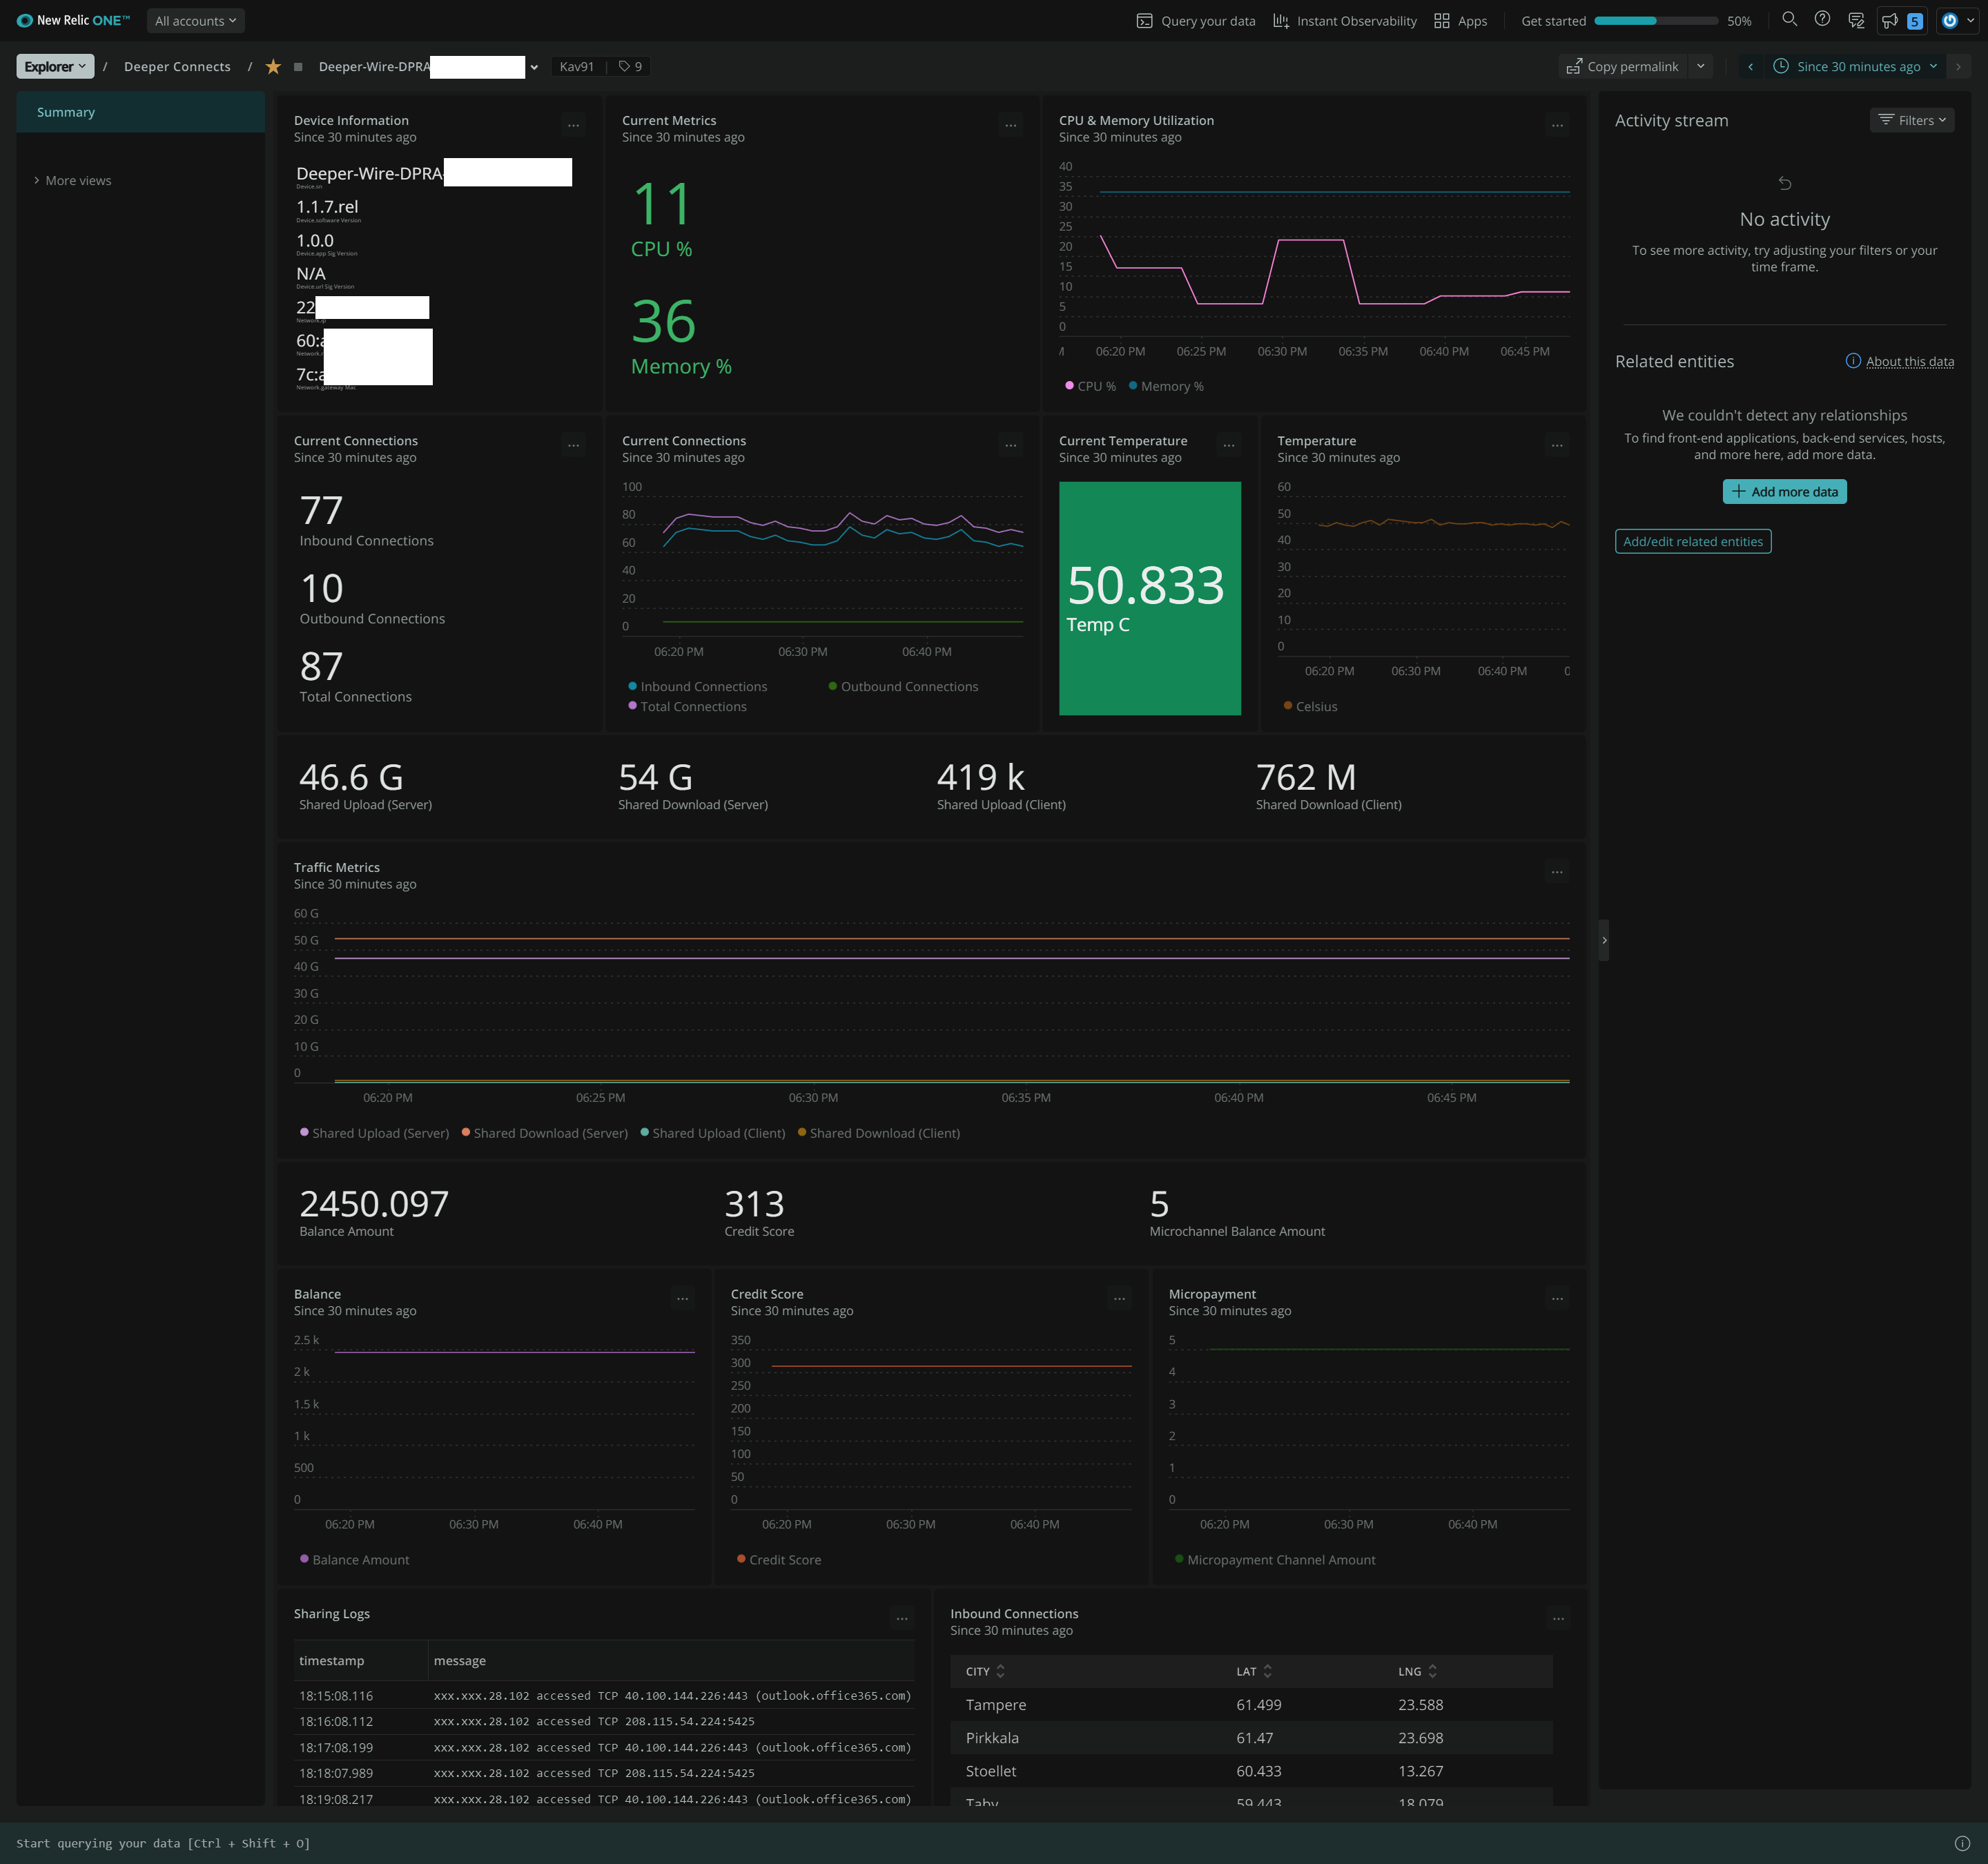 New Relic ONE™ All accounts Query your data Instant Observability Apps Get started 50% 5
Explorer / Deeper Connects / Deeper-Wire-DPRA Kav91 9 Copy permalink Since 30 minutes ago
Summary
More views
Device Information
Since 30 minutes ago
Deeper-Wire-DPRA-
Device.sn
1.1.7.rel
Device.software Version
1.0.0
Device.app Sig Version
N/A
Device.url Sig Version
22
Network.ip
60:a
7c:a
Network.gateway Mac
Current Metrics
Since 30 minutes ago
11
CPU %
36
Memory %
CPU & Memory Utilization
Since 30 minutes ago
40
35
30
25
20
15
10
5
0
06:20 PM 06:25 PM 06:30 PM 06:35 PM 06:40 PM 06:45 PM
CPU % Memory %
Current Connections
Since 30 minutes ago
77
Inbound Connections
10
Outbound Connections
87
Total Connections
Current Connections
Since 30 minutes ago
100
80
60
40
20
0
06:20 PM 06:30 PM 06:40 PM
Inbound Connections Outbound Connections
Total Connections
Current Temperature
Since 30 minutes ago
50.833
Temp C
Temperature
Since 30 minutes ago
60
50
40
30
20
10
0
06:20 PM 06:30 PM 06:40 PM
Celsius
46.6 G 54 G 419 k 762 M
Shared Upload (Server) Shared Download (Server) Shared Upload (Client) Shared Download (Client)
Traffic Metrics
Since 30 minutes ago
60 G
50 G
40 G
30 G
20 G
10 G
0
06:20 PM 06:25 PM 06:30 PM 06:35 PM 06:40 PM 06:45 PM
Shared Upload (Server) Shared Download (Server) Shared Upload (Client) Shared Download (Client)
2450.097 313 5
Balance Amount Credit Score Microchannel Balance Amount
Balance
Since 30 minutes ago
2.5 k
2 k
1.5 k
1 k
500
0
06:20 PM 06:30 PM 06:40 PM
Balance Amount
Credit Score
Since 30 minutes ago
350
300
250
200
150
100
50
0
06:20 PM 06:30 PM 06:40 PM
Credit Score
Micropayment
Since 30 minutes ago
5
4
3
2
1
0
06:20 PM 06:30 PM 06:40 PM
Micropayment Channel Amount
Sharing Logs
timestamp message
18:15:08.116 xxx.xxx.28.102 accessed TCP 40.100.144.226:443 (outlook.office365.com)
18:16:08.112 xxx.xxx.28.102 accessed TCP 208.115.54.224:5425
18:17:08.199 xxx.xxx.28.102 accessed TCP 40.100.144.226:443 (outlook.office365.com)
18:18:07.989 xxx.xxx.28.102 accessed TCP 208.115.54.224:5425
18:19:08.217 xxx.xxx.28.102 accessed TCP 40.100.144.226:443 (outlook.office365.com)
Inbound Connections
Since 30 minutes ago
CITY LAT LNG
Tampere 61.499 23.588
Pirkkala 61.47 23.698
Stoellet 60.433 13.267
Taby 59.443 18.079
Activity stream Filters
No activity
To see more activity, try adjusting your filters or your
time frame.
Related entities About this data
We couldn't detect any relationships
To find front-end applications, back-end services, hosts,
and more here, add more data.
Add more data
Add/edit related entities
Start querying your data [Ctrl + Shift + O]